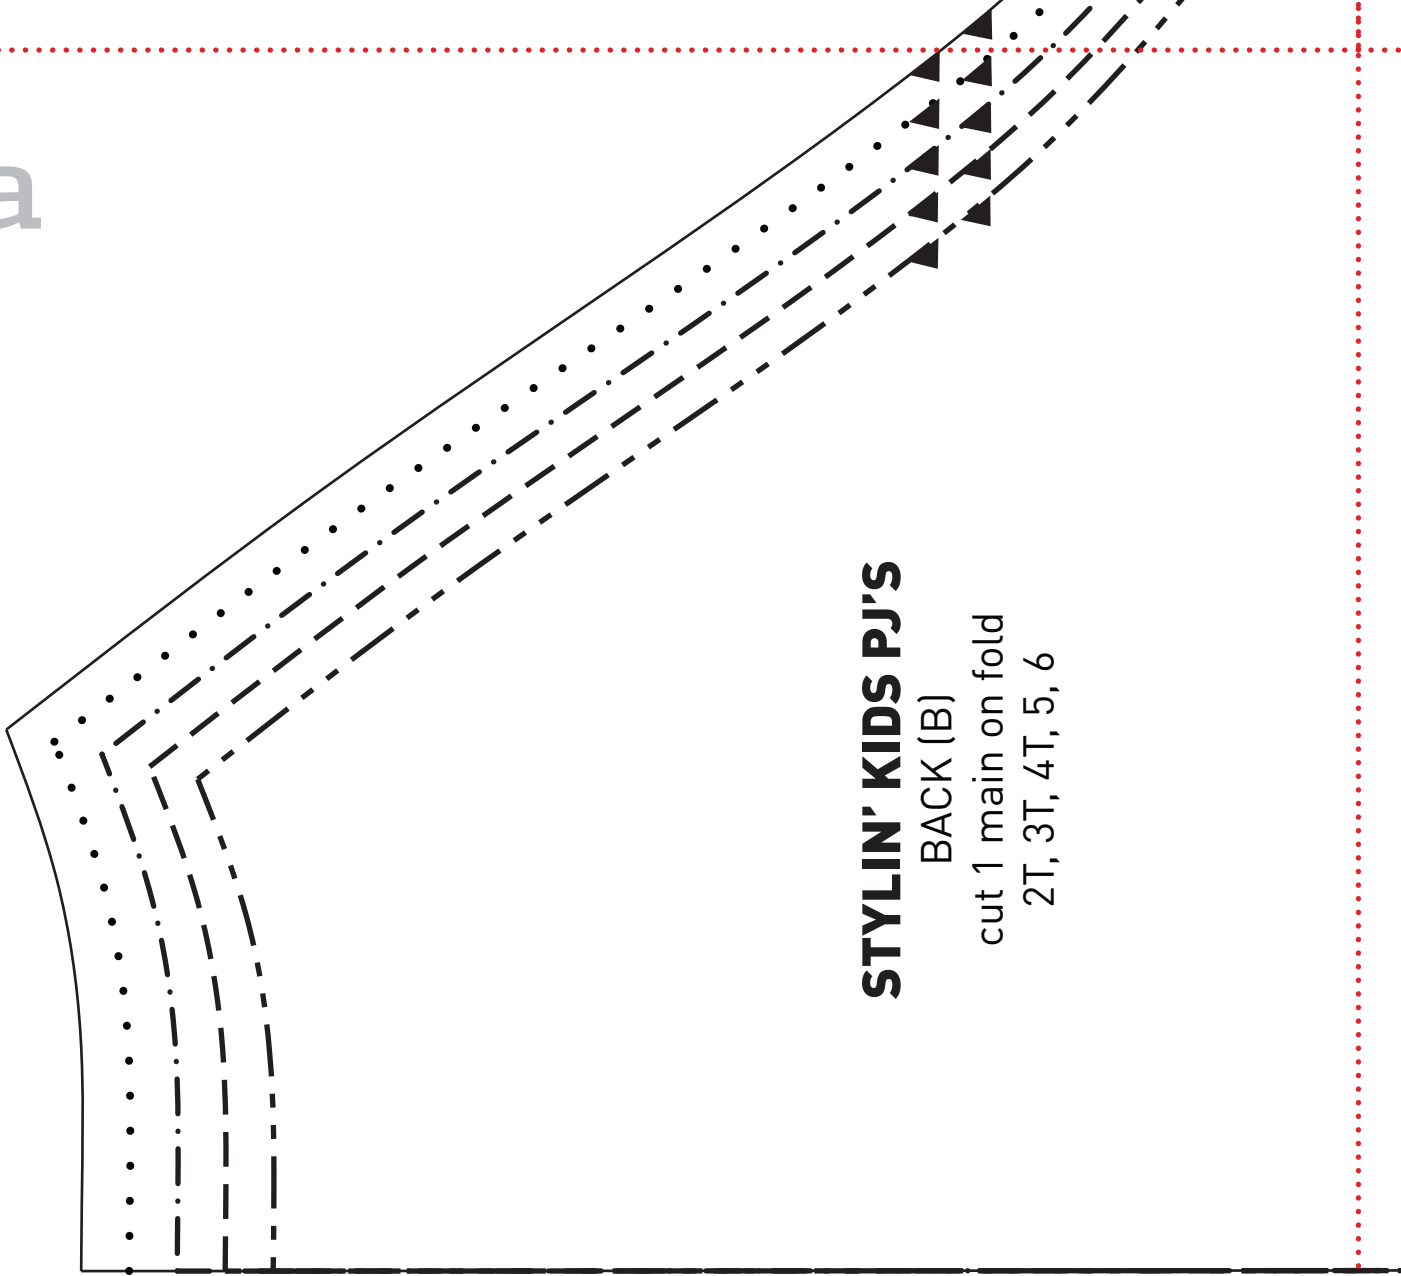 a
STYLIN' KIDS PJ'S
BACK (B)
cut 1 main on fold
2T, 3T, 4T, 5, 6